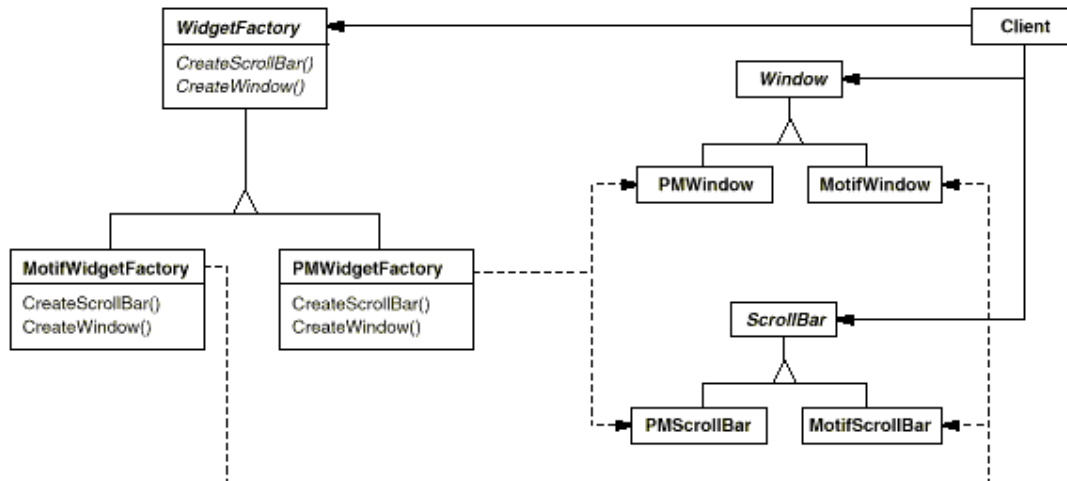 WidgetFactory
CreateScrollBar()
CreateWindow()
Client
Window
PMWindow
MotifWindow
MotifWidgetFactory
CreateScrollBar()
CreateWindow()
PMWidgetFactory
CreateScrollBar()
CreateWindow()
ScrollBar
PMScrollBar
MotifScrollBar